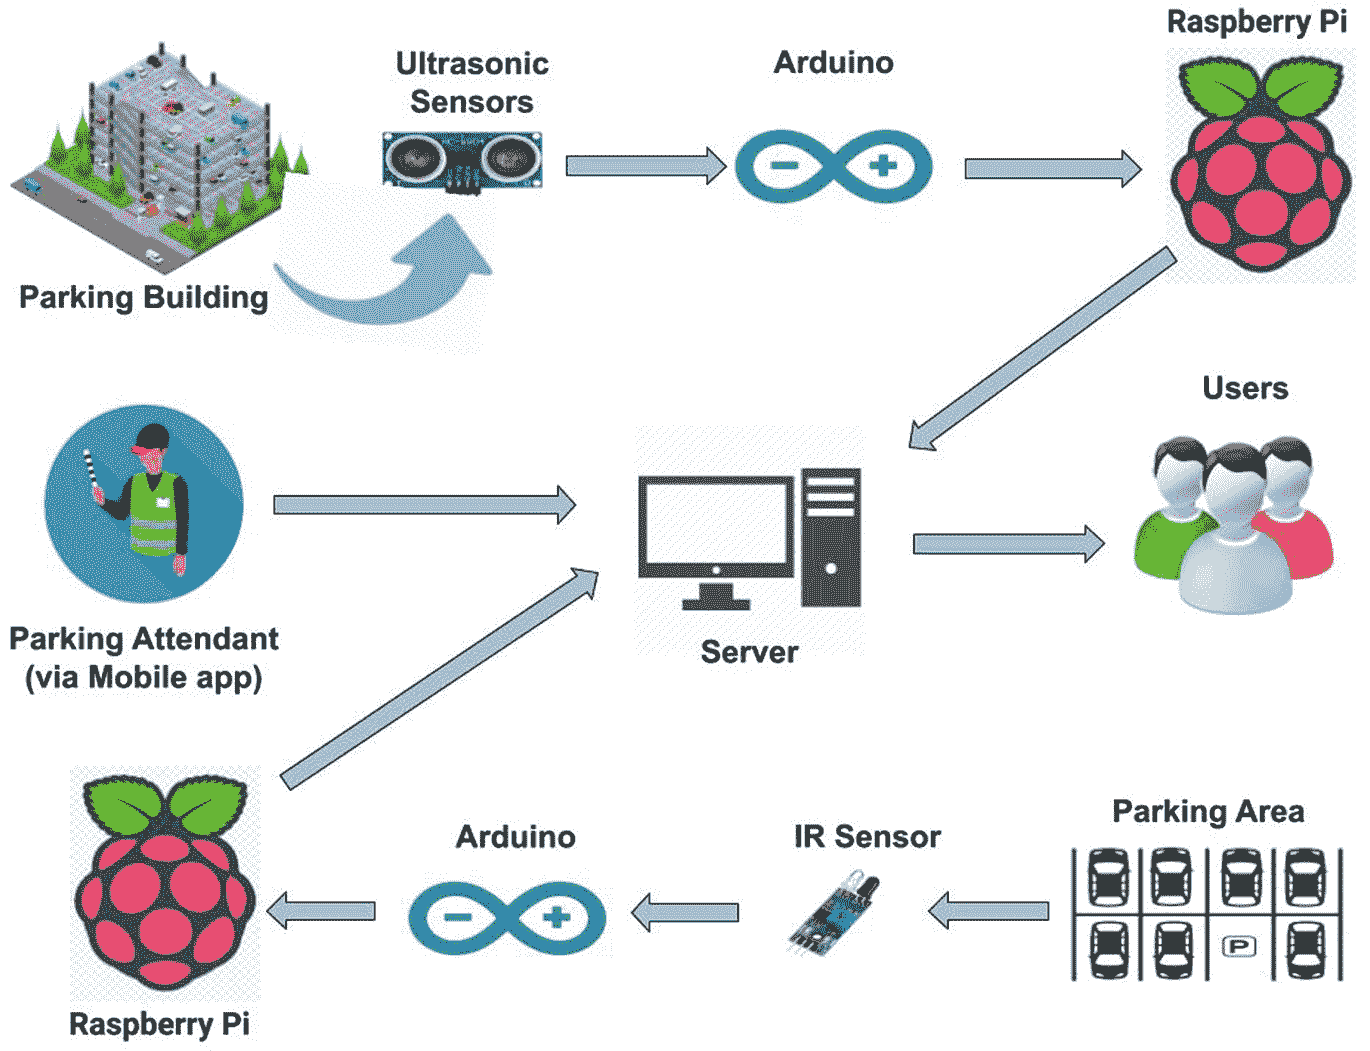 Raspberry Pi
Ultrasonic
Sensors
Arduino
Parking Building
Users
Parking Attendant
(via Mobile app)
Server
Parking Area
IR Sensor
Arduino
P
Raspberry Pi